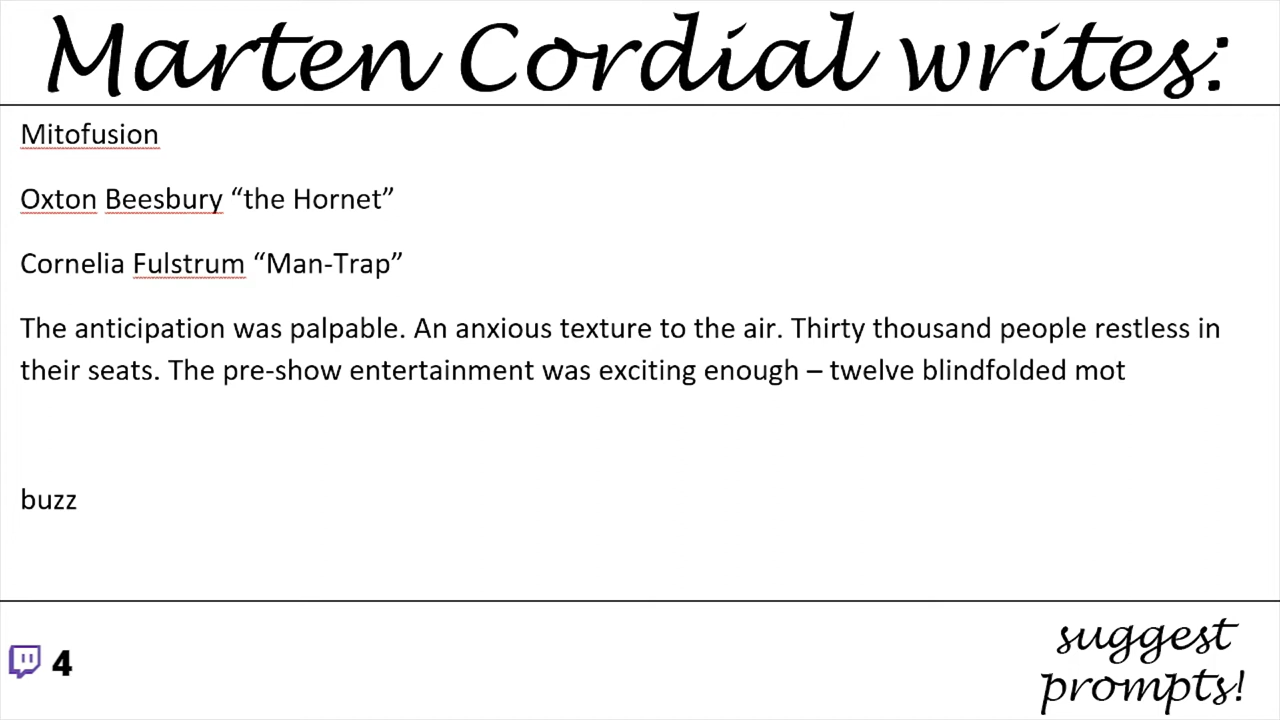 Marten Cordial writes:
Mitofusion
Oxton Beesbury “the Hornet”
Cornelia Fulstrum “Man-Trap”
The anticipation was palpable. An anxious texture to the air. Thirty thousand people restless in
their seats. The pre-show entertainment was exciting enough – twelve blindfolded mot
buzz
4
suggest
prompts!